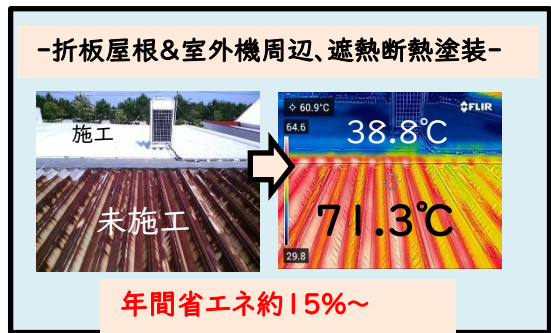 -折板屋根&室外機周辺、遮熱断熱塗装-
施工
未施工
60.9°C
FLIR
64.6
38.8℃
71.3℃
29.8
年間省エネ約15%~